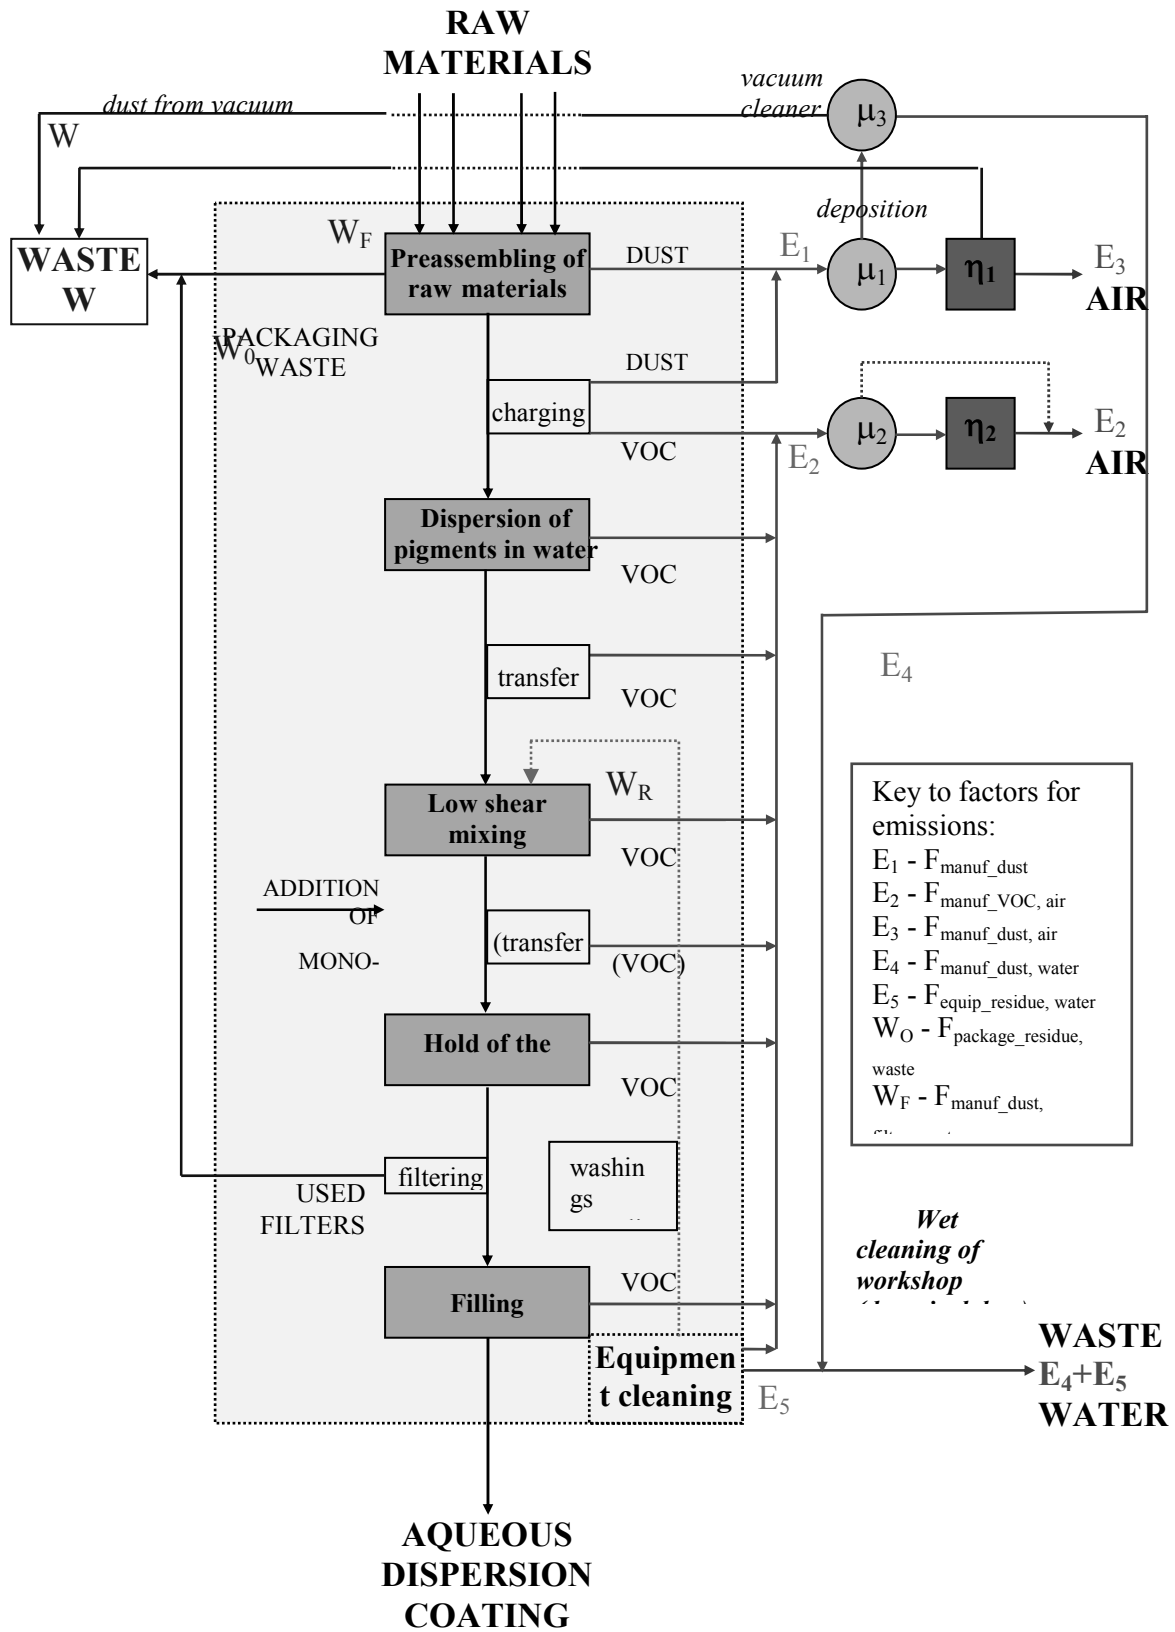 RAW
MATERIALS
dust from vacuum
vacuum
cleaner
μ3
W
deposition
WASTE
W
WF
Preassembling of
raw materials
DUST
E1
μ1
η1
E3
AIR
W0
PACKAGING
WASTE
DUST
charging
VOC
E2
μ2
η2
E2
AIR
Dispersion of
pigments in water
VOC
transfer
VOC
E4
WR
Low shear
mixing
VOC
ADDITION
OF
MONO-
(transfer
(VOC)
Hold of the
VOC
Key to factors for
emissions:
E1 - Fmanuf_dust
E2 - Fmanuf_VOC, air
E3 - Fmanuf_dust, air
E4 - Fmanuf_dust, water
E5 - Fequip_residue, water
WO - Fpackage_residue,
waste
WF - Fmanuf_dust,
filtering
USED
FILTERS
washin
gs
Wet
cleaning of
workshop
Filling
VOC
Equipmen
t cleaning
E5
WASTE
E4+E5
WATER
AQUEOUS
DISPERSION
COATING